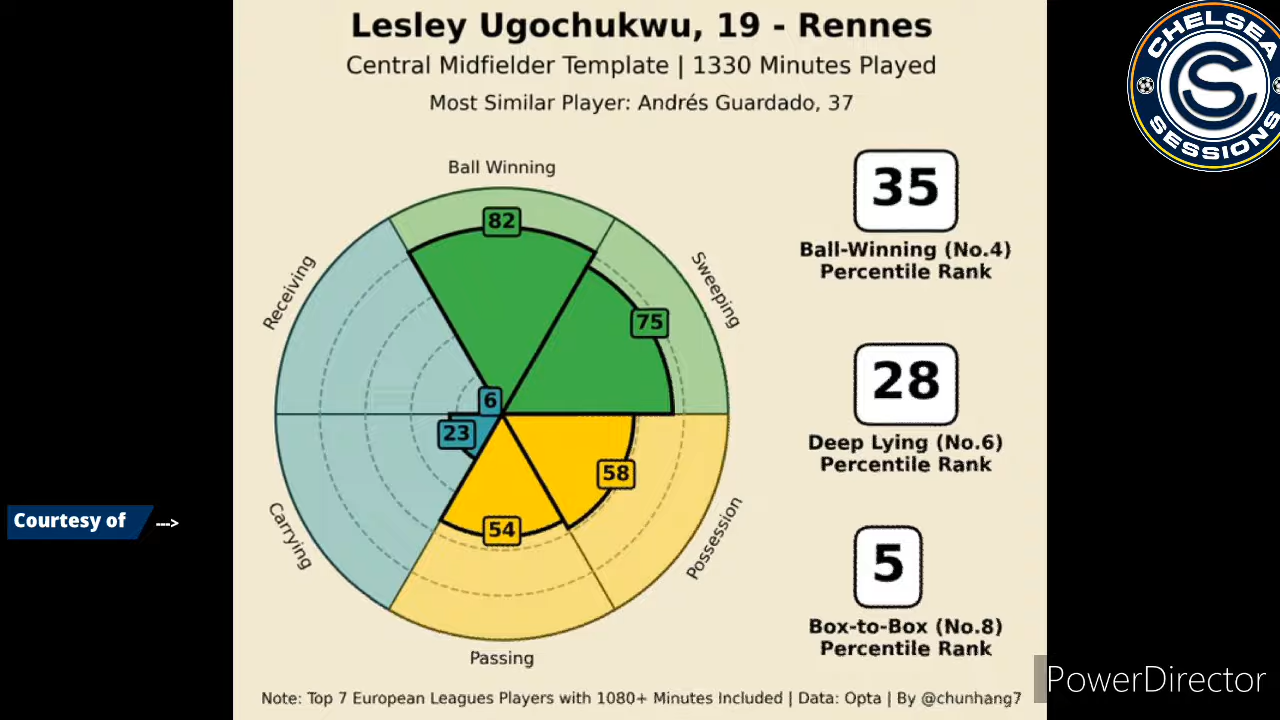 Lesley Ugochukwu, 19 - Rennes
Central Midfielder Template | 1330 Minutes Played
Most Similar Player: Andrés Guardado, 37
CHELSEA
SESSIONS
Ball Winning
Sweeping
Possession
Passing
Carrying
Receiving
82
75
58
54
23
6
35
Ball-Winning (No.4)
Percentile Rank
28
Deep Lying (No.6)
Percentile Rank
5
Box-to-Box (No.8)
Percentile Rank
Courtesy of --->
Note: Top 7 European Leagues Players with 1080+ Minutes Included | Data: Opta | By @chunhang7
PowerDirector